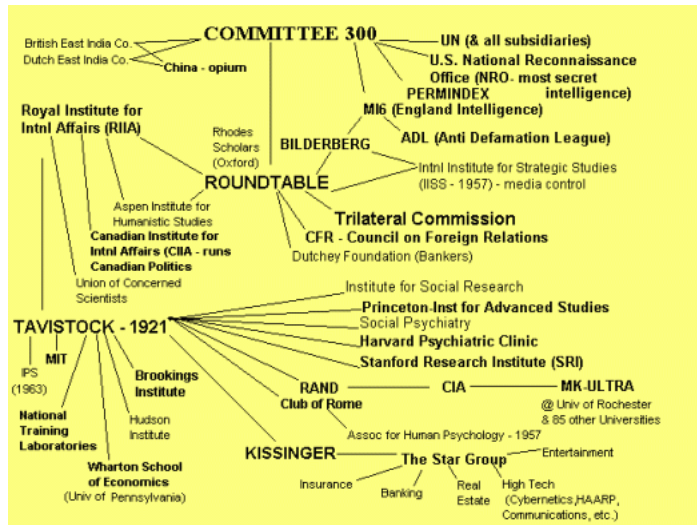 COMMITTEE 300
British East India Co.
Dutch East India Co.
China - opium
UN (& all subsidiaries)
U.S. National Reconnaissance
Office (NRO- most secret
intelligence)
PERMINDEX
MI6 (England Intelligence)
ADL (Anti Defamation League)
Royal Institute for
Intnl Affairs (RIIA)
Rhodes
Scholars
(Oxford)
BILDERBERG
Intnl Institute for Strategic Studies
(IISS - 1957) - media control
ROUNDTABLE
Aspen Institute for
Humanistic Studies
Trilateral Commission
Canadian Institute for
Intnl Affairs (CIIA - runs
Canadian Politics
CFR - Council on Foreign Relations
Dutchey Foundation (Bankers)
Union of Concerned
Scientists
Institute for Social Research
Princeton-Inst for Advanced Studies
Social Psychiatry
Harvard Psychiatric Clinic
Stanford Research Institute (SRI)
TAVISTOCK - 1921
IPS
(1963)
MIT
Brookings
Institute
RAND
CIA
MK-ULTRA
@ Univ of Rochester
& 85 other Universities
Club of Rome
Assoc for Human Psychology - 1957
National
Training
Laboratories
Hudson
Institute
Wharton School
of Economics
(Univ of Pennsylvania)
KISSINGER
The Star Group
Entertainment
Insurance
Banking
Real
Estate
High Tech
(Cybernetics,HAARP,
Communications, etc.)